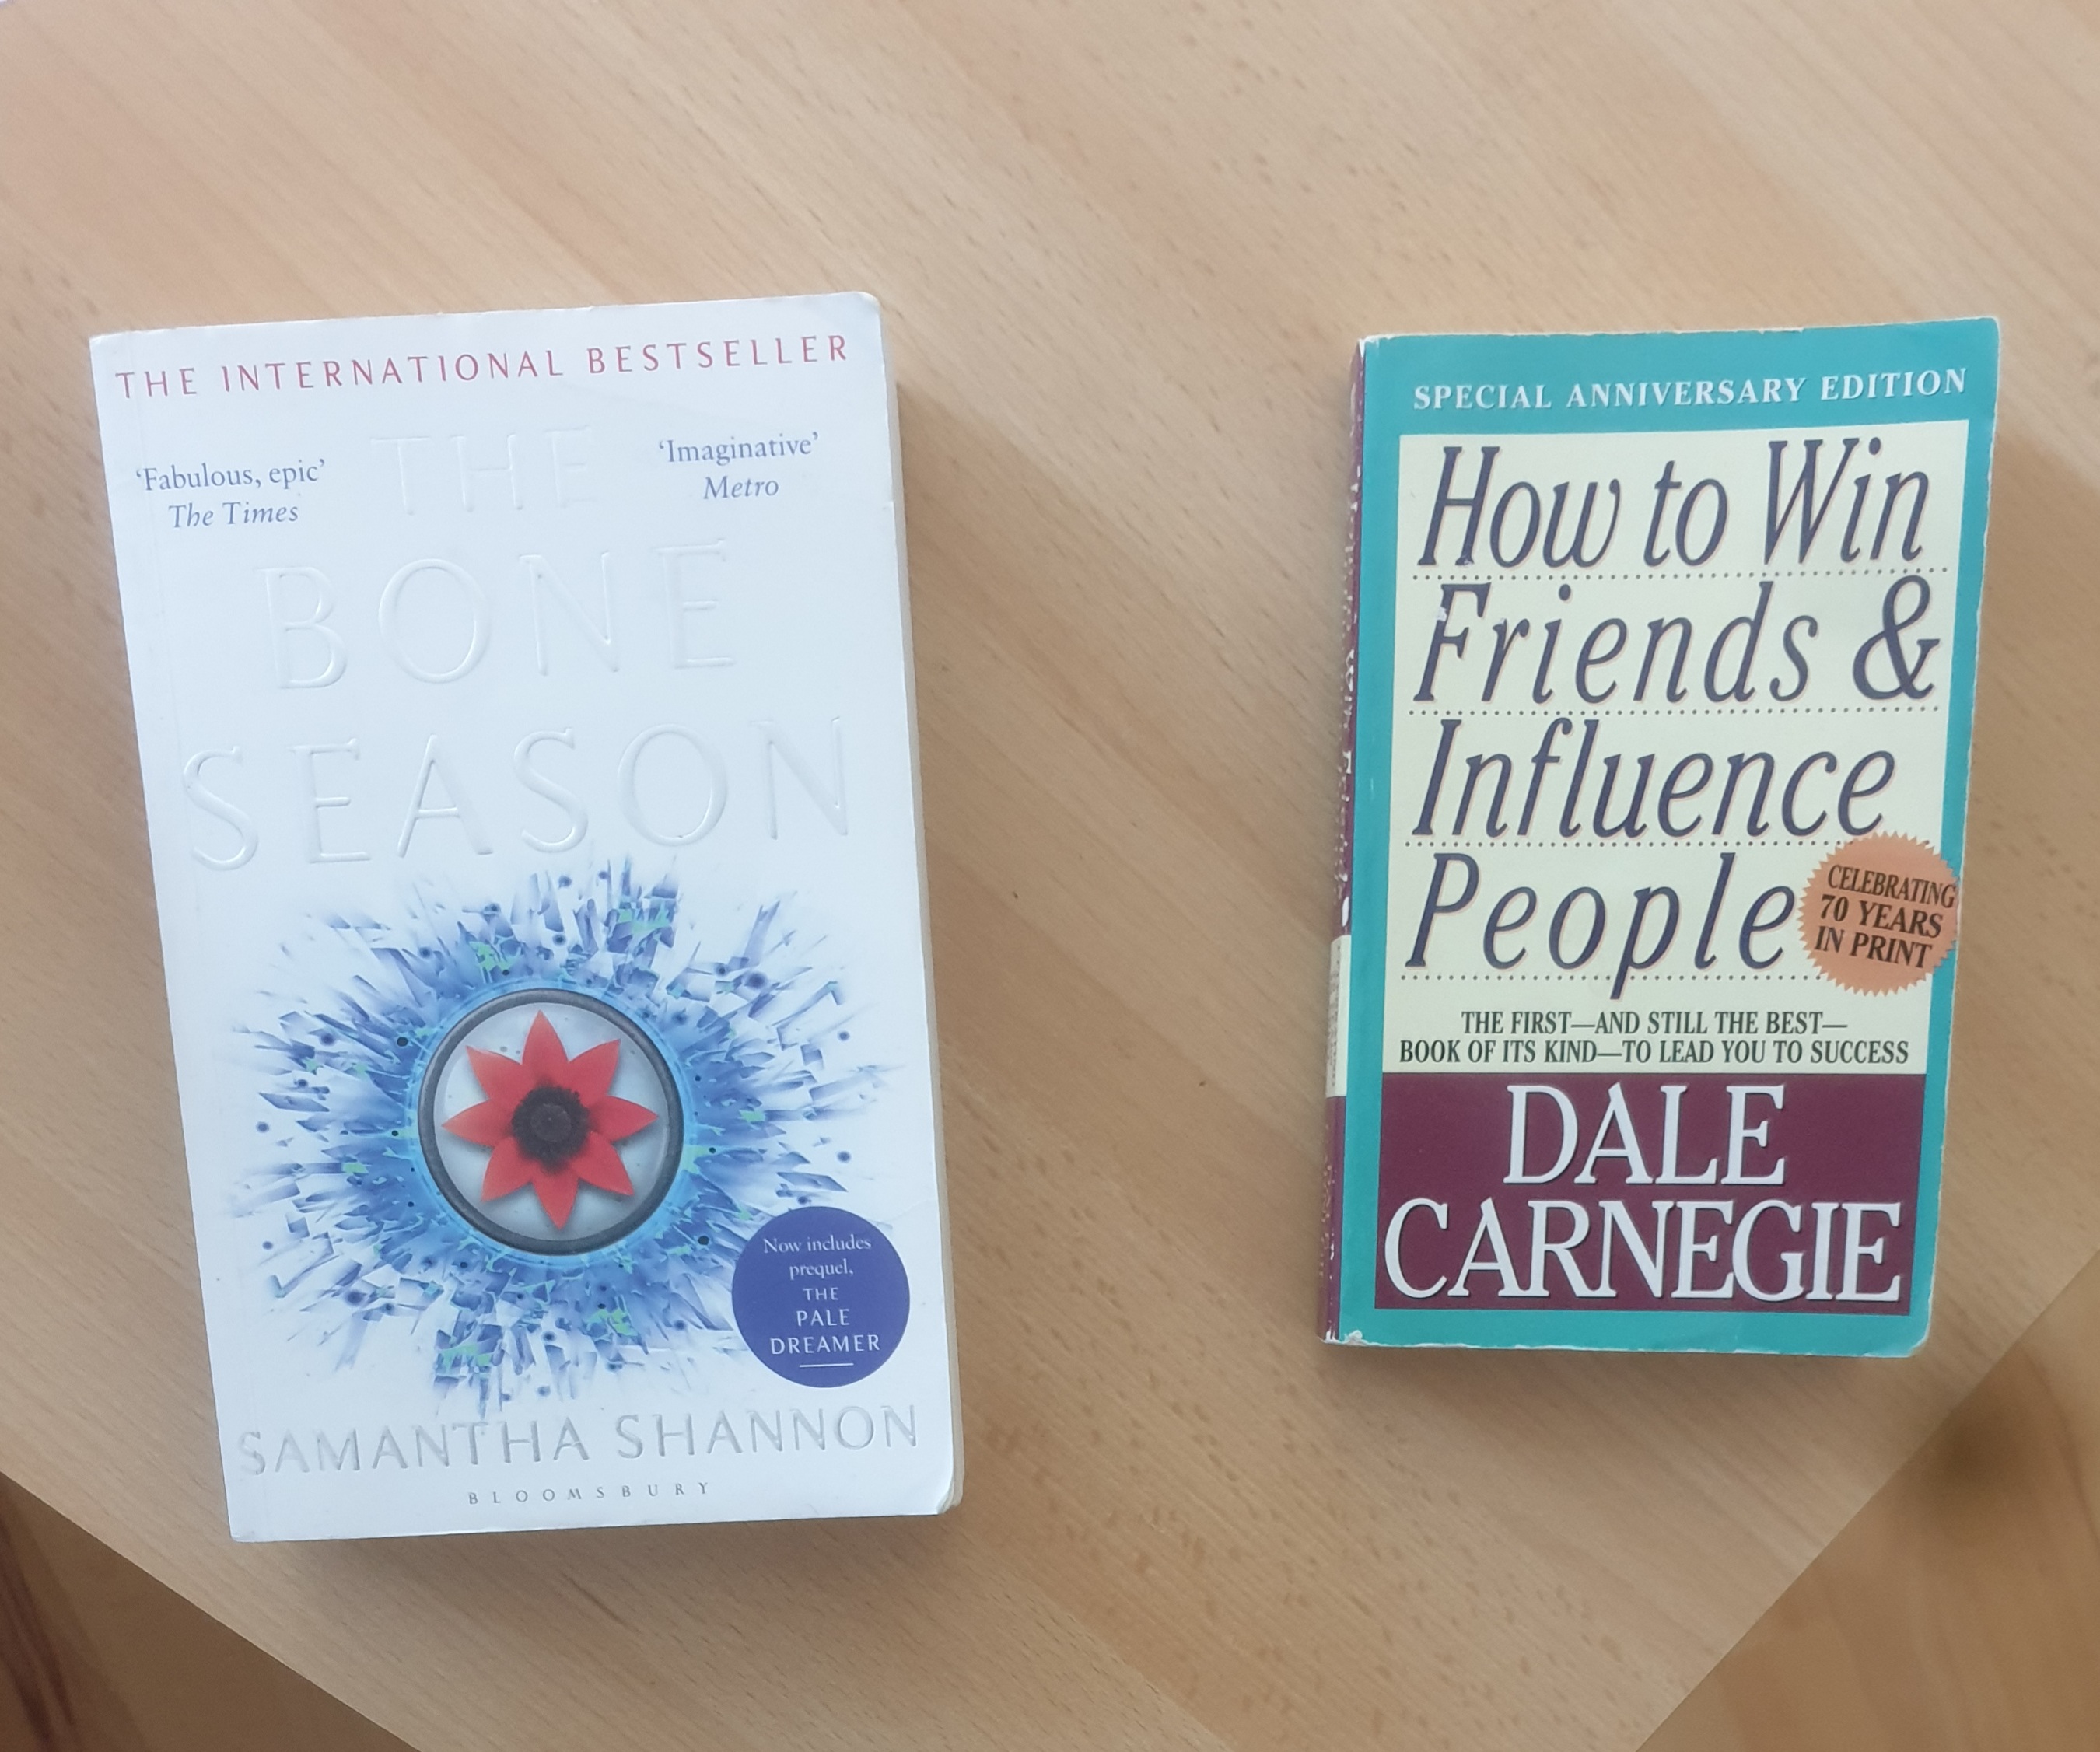 THE INTERNATIONAL BESTSELLER
'Fabulous, epic'
The Times
'Imaginative'
Metro
THE
BONE
SEASON
Now includes
prequel,
THE
PALE
DREAMER
SAMANTHA SHANNON
BLOOMSBURY
SPECIAL ANNIVERSARY EDITION
How to Win
Friends &
Influence
People
CELEBRATING
70 YEARS
IN PRINT
THE FIRST—AND STILL THE BEST—
BOOK OF ITS KIND—TO LEAD YOU TO SUCCESS
DALE
CARNEGIE